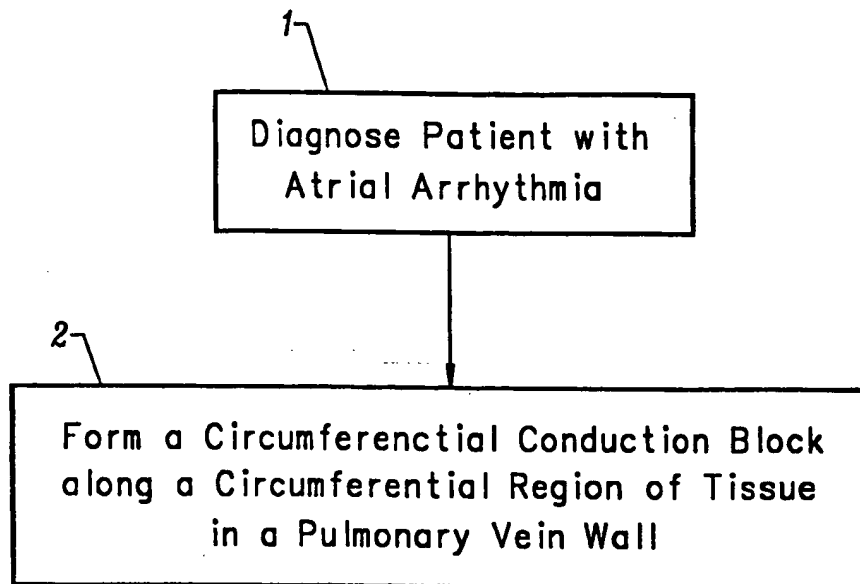 1
Diagnose Patient with
Atrial Arrhythmia
2
Form a Circumferenctial Conduction Block
along a Circumferential Region of Tissue
in a Pulmonary Vein Wall